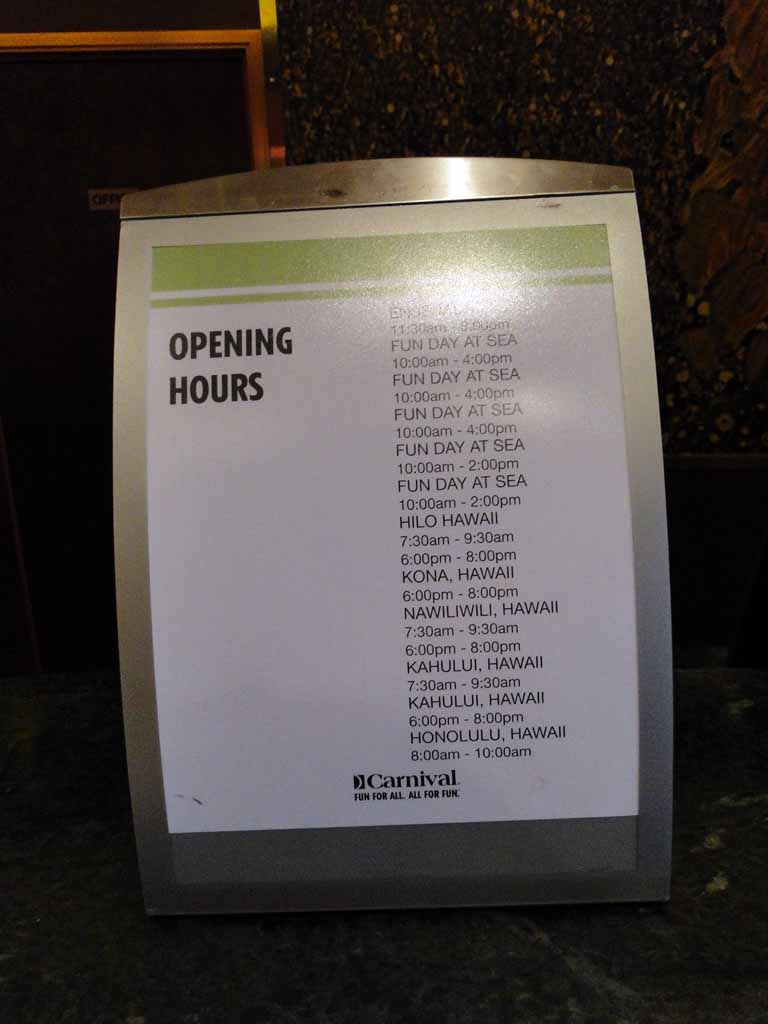 OPENING
HOURS
11:30am - 9:00pm
FUN DAY AT SEA
10:00am - 4:00pm
FUN DAY AT SEA
10:00am - 4:00pm
FUN DAY AT SEA
10:00am - 4:00pm
FUN DAY AT SEA
10:00am - 2:00pm
FUN DAY AT SEA
10:00am - 2:00pm
HILO HAWAII
7:30am - 9:30am
6:00pm - 8:00pm
KONA, HAWAII
6:00pm - 8:00pm
NAWILIWILI, HAWAII
7:30am - 9:30am
6:00pm - 8:00pm
KAHULUI, HAWAII
7:30am - 9:30am
KAHULUI, HAWAII
6:00pm - 8:00pm
HONOLULU, HAWAII
8:00am - 10:00am
Carnival
FUN FOR ALL. ALL FOR FUN.